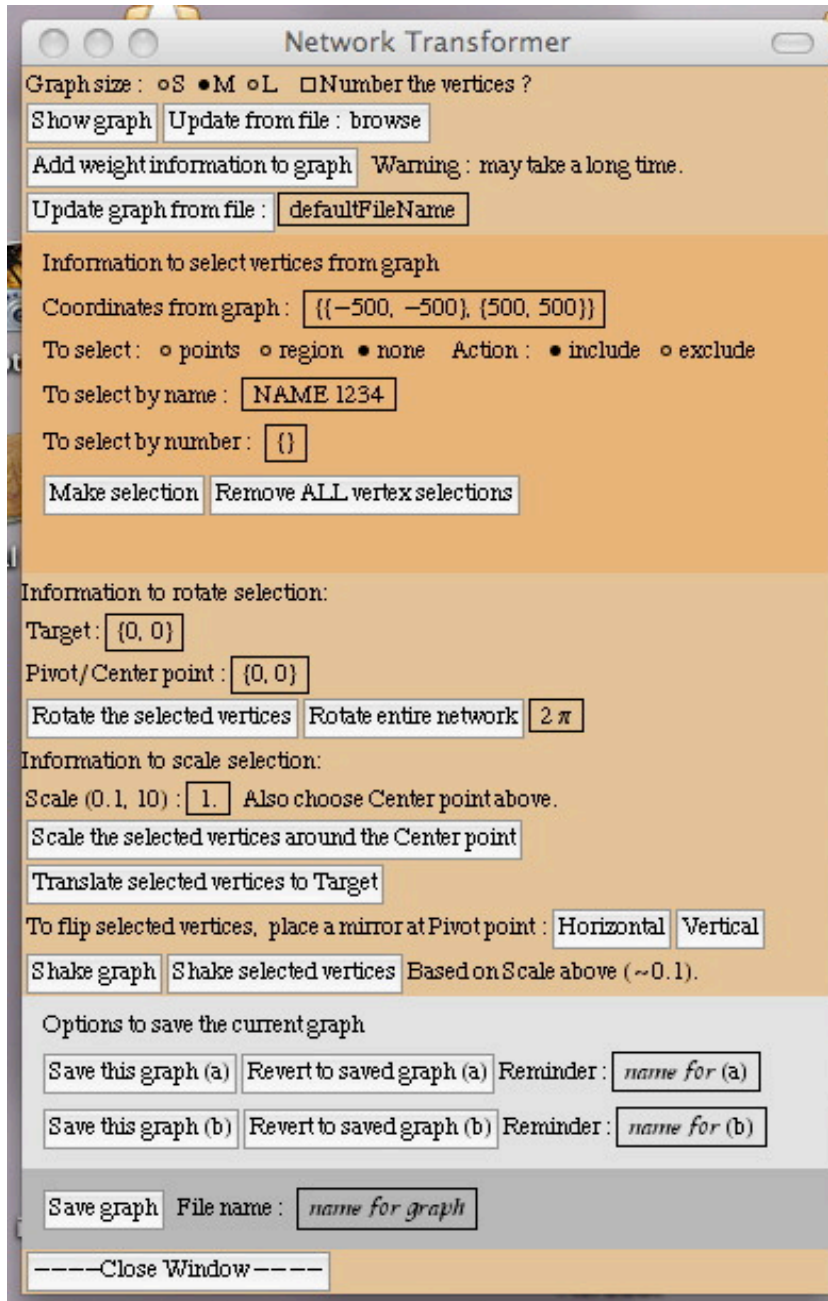 Network Transformer
Graph size : S M L Number the vertices ?
Show graph Update from file : browse
Add weight information to graph Warning : may take a long time.
Update graph from file : defaultFileName
Information to select vertices from graph
Coordinates from graph : {{−500, −500}, {500, 500}}
To select : points region none Action : include exclude
To select by name : NAME 1234
To select by number : {}
Make selection Remove ALL vertex selections
Information to rotate selection:
Target : {0, 0}
Pivot/Center point : {0, 0}
Rotate the selected vertices Rotate entire network 2 π
Information to scale selection:
Scale (0.1, 10) : 1. Also choose Center point above.
Scale the selected vertices around the Center point
Translate selected vertices to Target
To flip selected vertices, place a mirror at Pivot point : Horizontal Vertical
Shake graph Shake selected vertices Based on Scale above (~0.1).
Options to save the current graph
Save this graph (a) Revert to saved graph (a) Reminder : name for (a)
Save this graph (b) Revert to saved graph (b) Reminder : name for (b)
Save graph File name : name for graph
−−−−Close Window−−−−